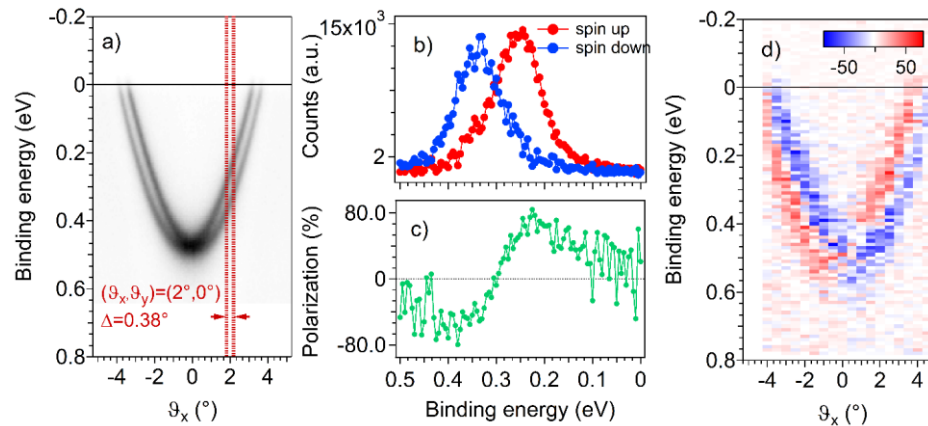 a)
-0.2
0
0.2
0.4
0.6
0.8
Binding energy (eV)
(ϑx,ϑy)=(2°,0°)
Δ=0.38°
-4 -2 0 2 4
ϑx (°)
b)
15x10³
2
Counts (a.u.)
spin up
spin down
c)
80.0
0
-80.0
Polarization (%)
0.5 0.4 0.3 0.2 0.1 0
Binding energy (eV)
d)
-50 50
-0.2
0
0.2
0.4
0.6
0.8
Binding energy (eV)
-4 -2 0 2 4
ϑx (°)